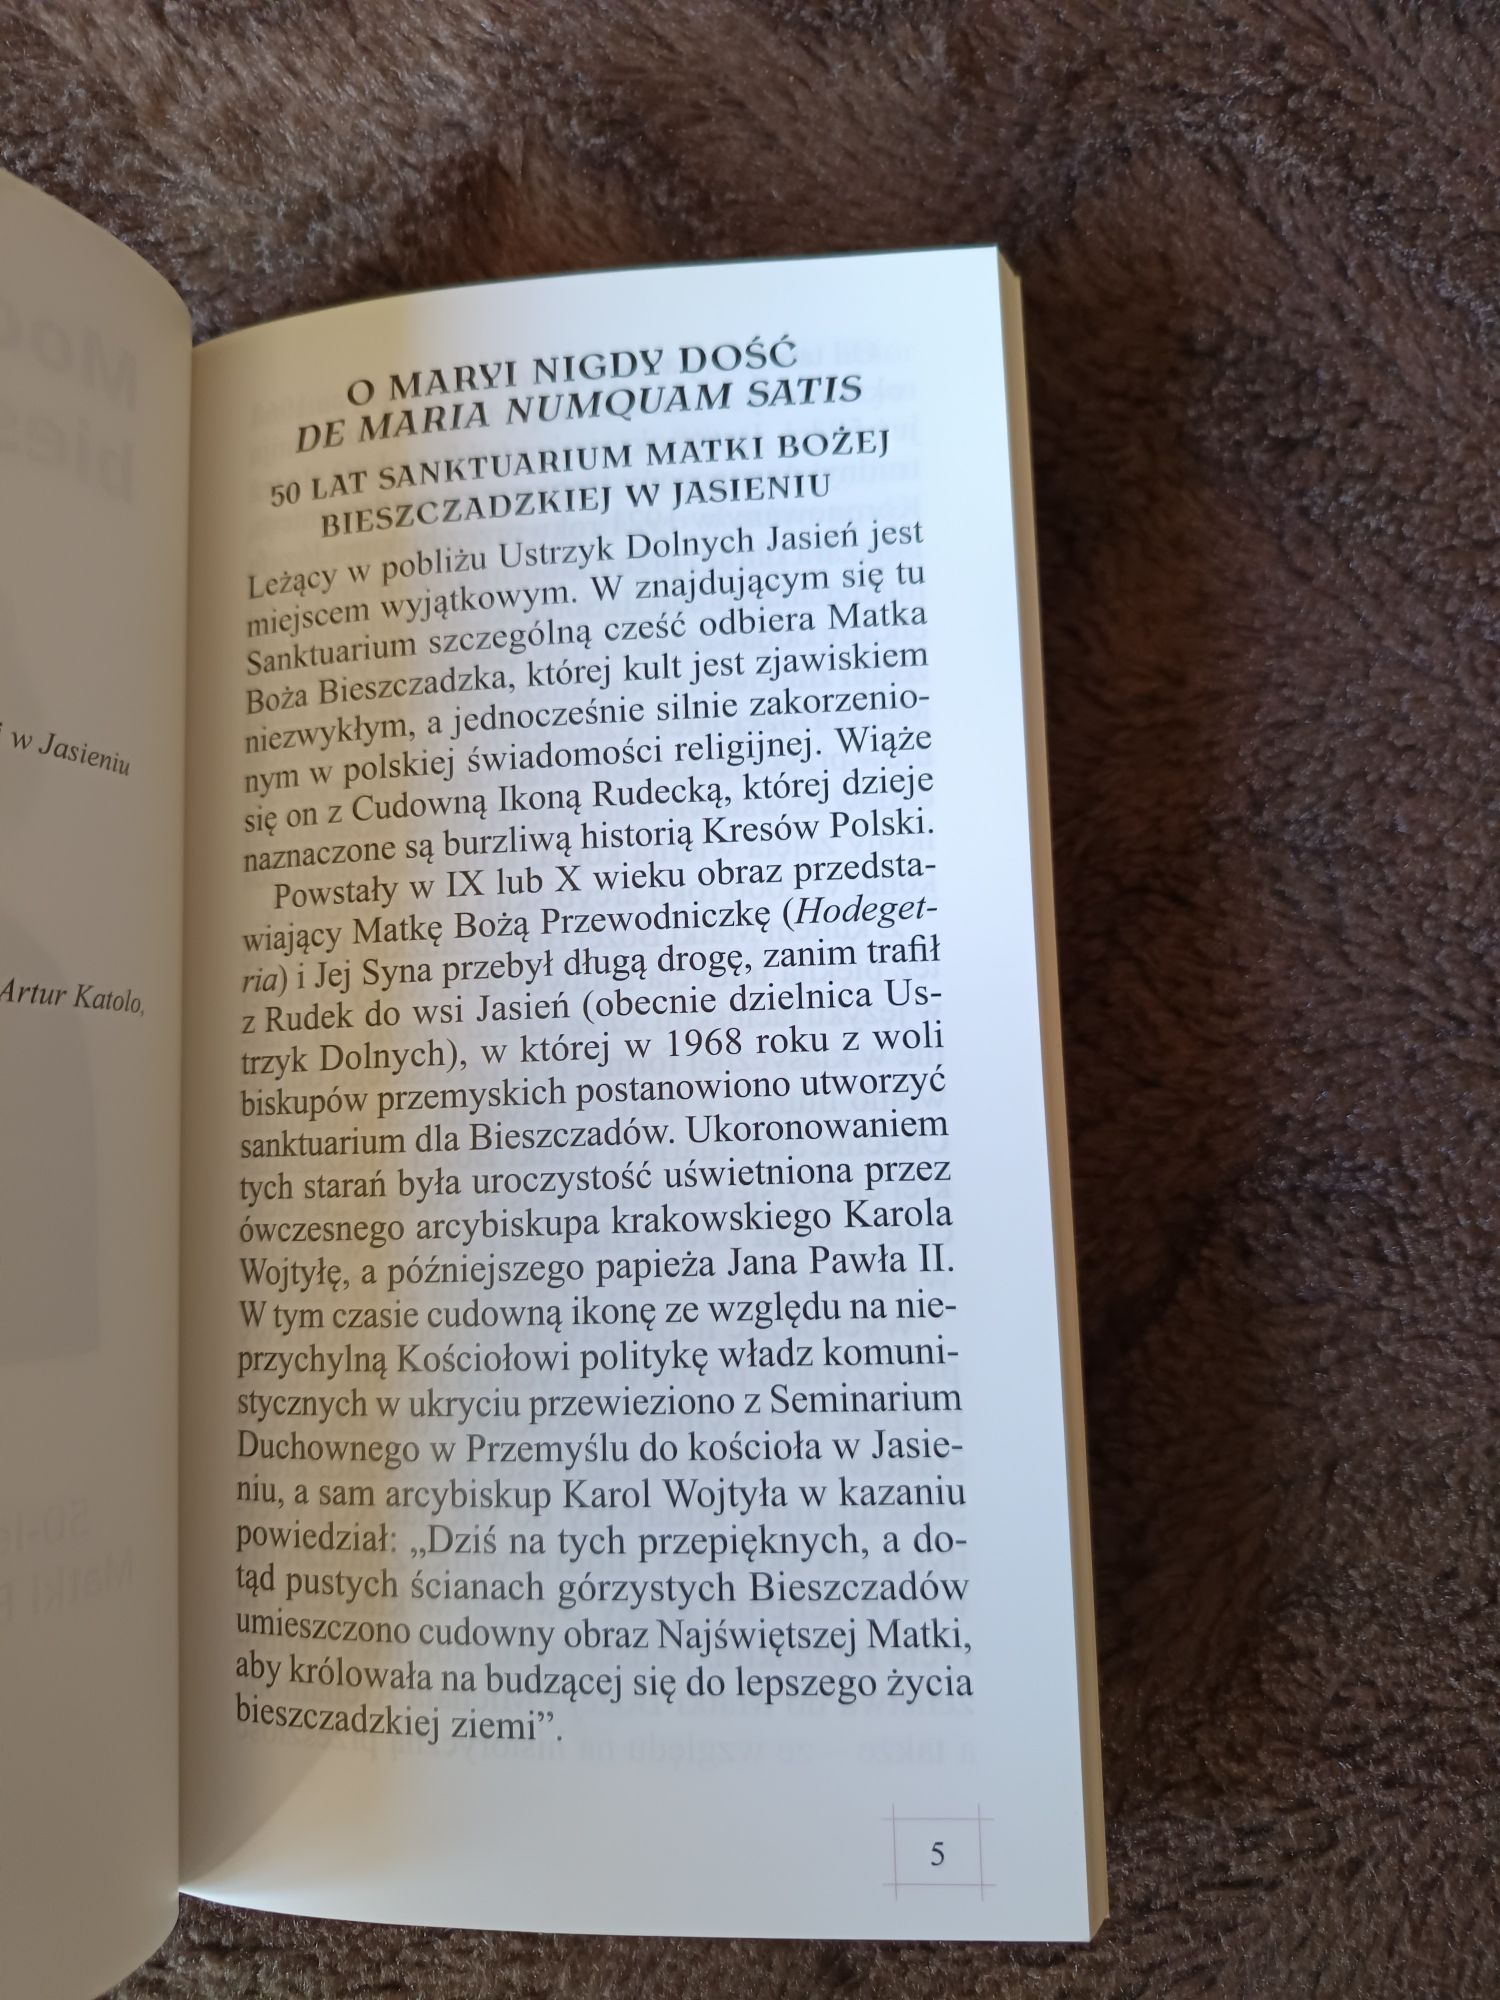 w Jasieniu
Artur Katolo,
O MARYI NIGDY DOŚĆ
DE MARIA NUMQUAM SATIS
50 LAT SANKTUARIUM MATKI BOŻEJ
BIESZCZADZKIEJ W JASIENIU
Leżący w pobliżu Ustrzyk Dolnych Jasień jest
miejscem wyjątkowym. W znajdującym się tu
Sanktuarium szczególną cześć odbiera Matka
Boża Bieszczadzka, której kult jest zjawiskiem
niezwykłym, a jednocześnie silnie zakorzenio-
nym w polskiej świadomości religijnej. Wiąże
się on z Cudowną Ikoną Rudecką, której dzieje
naznaczone są burzliwą historią Kresów Polski.
Powstały w IX lub X wieku obraz przedsta-
wiający Matkę Bożą Przewodniczkę (Hodeget-
ria) i Jej Syna przebył długą drogę, zanim trafił
z Rudek do wsi Jasień (obecnie dzielnica Us-
trzyk Dolnych), w której w 1968 roku z woli
biskupów przemyskich postanowiono utworzyć
sanktuarium dla Bieszczadów. Ukoronowaniem
tych starań była uroczystość uświetniona przez
ówczesnego arcybiskupa krakowskiego Karola
Wojtyłę, a późniejszego papieża Jana Pawła II.
W tym czasie cudowną ikonę ze względu na nie-
przychylną Kościołowi politykę władz komuni-
stycznych w ukryciu przewieziono z Seminarium
Duchownego w Przemyślu do kościoła w Jasie-
niu, a sam arcybiskup Karol Wojtyła w kazaniu
powiedział: „Dziś na tych przepięknych, a do-
tąd pustych ścianach górzystych Bieszczadów
umieszczono cudowny obraz Najświętszej Matki,
aby królowała na budzącej się do lepszego życia
bieszczadzkiej ziemi”.
5